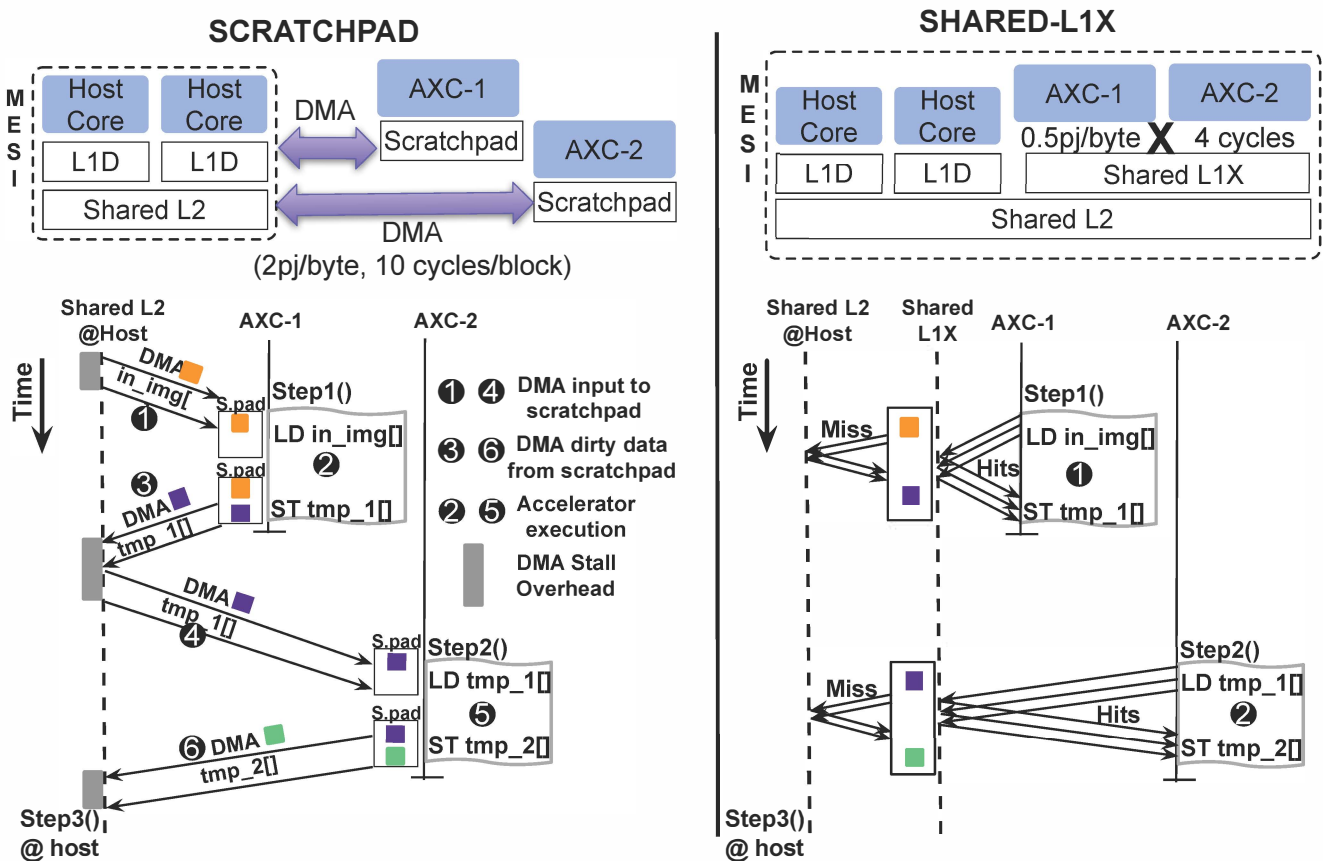 SCRATCHPAD
MESI
Host Core
Host Core
L1D
L1D
Shared L2
DMA
AXC-1
Scratchpad
AXC-2
Scratchpad
DMA
(2pj/byte, 10 cycles/block)
Shared L2
@Host
AXC-1
AXC-2
Time
DMA
in_img[
1
S.pad
Step1()
LD in_img[]
2
ST tmp_1[]
S.pad
3
DMA
tmp_1[]
DMA
tmp_1[]
4
S.pad
Step2()
LD tmp_1[]
5
ST tmp_2[]
S.pad
6 DMA
tmp_2[]
Step3()
@ host
1 4 DMA input to
scratchpad
3 6 DMA dirty data
from scratchpad
2 5 Accelerator
execution
DMA Stall
Overhead
SHARED-L1X
MESI
Host Core
Host Core
L1D
L1D
AXC-1
AXC-2
0.5pj/byte X 4 cycles
Shared L1X
Shared L2
Shared L2
@Host
Shared
L1X
AXC-1
AXC-2
Time
Miss
Hits
Step1()
LD in_img[]
1
ST tmp_1[]
Miss
Hits
Step2()
LD tmp_1[]
2
ST tmp_2[]
Step3()
@ host